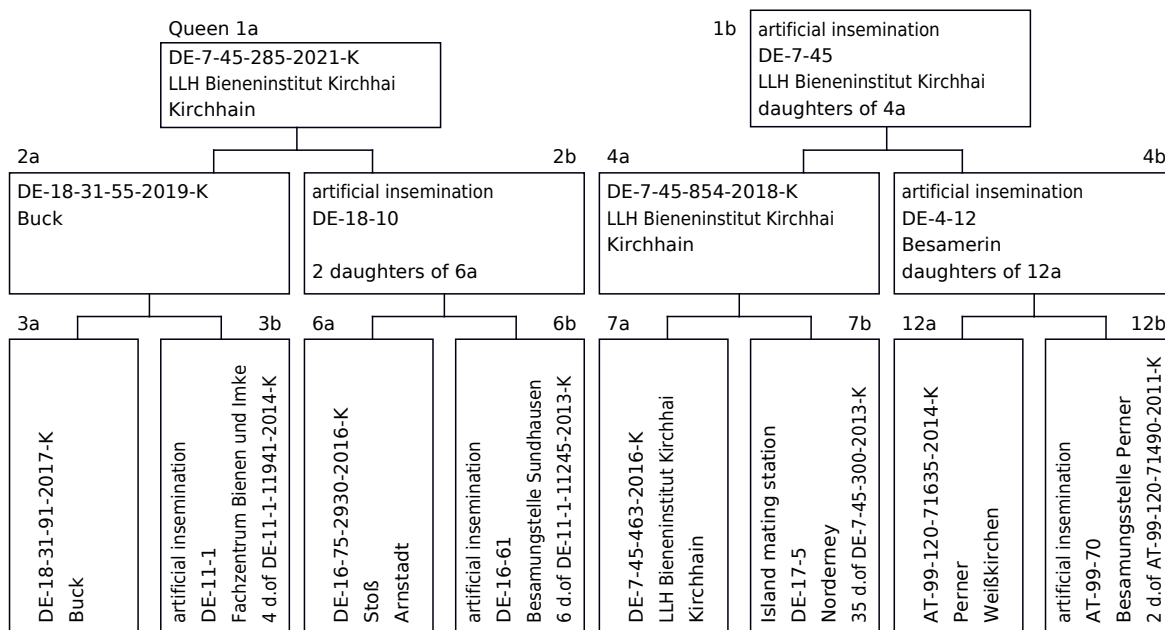 Queen 1a
DE-7-45-285-2021-K
LLH Bieneninstitut Kirchhai
Kirchhain
1b
artificial insemination
DE-7-45
LLH Bieneninstitut Kirchhai
daughters of 4a
2a
DE-18-31-55-2019-K
Buck
2b
artificial insemination
DE-18-10
2 daughters of 6a
4a
DE-7-45-854-2018-K
LLH Bieneninstitut Kirchhai
Kirchhain
4b
artificial insemination
DE-4-12
Besamerin
daughters of 12a
3a
DE-18-31-91-2017-K
Buck
3b
artificial insemination
DE-11-1
Fachzentrum Bienen und Imke
4 d.of DE-11-1-11941-2014-K
6a
DE-16-75-2930-2016-K
Stoß
Arnstadt
6b
artificial insemination
DE-16-61
Besamungstelle Sundhausen
6 d.of DE-11-1-11245-2013-K
7a
DE-7-45-463-2016-K
LLH Bieneninstitut Kirchhai
Kirchhain
7b
Island mating station
DE-17-5
Norderney
35 d.of DE-7-45-300-2013-K
12a
AT-99-120-71635-2014-K
Perner
Weißkirchen
12b
artificial insemination
AT-99-70
Besamungsstelle Perner
2 d.of AT-99-120-71490-2011-K